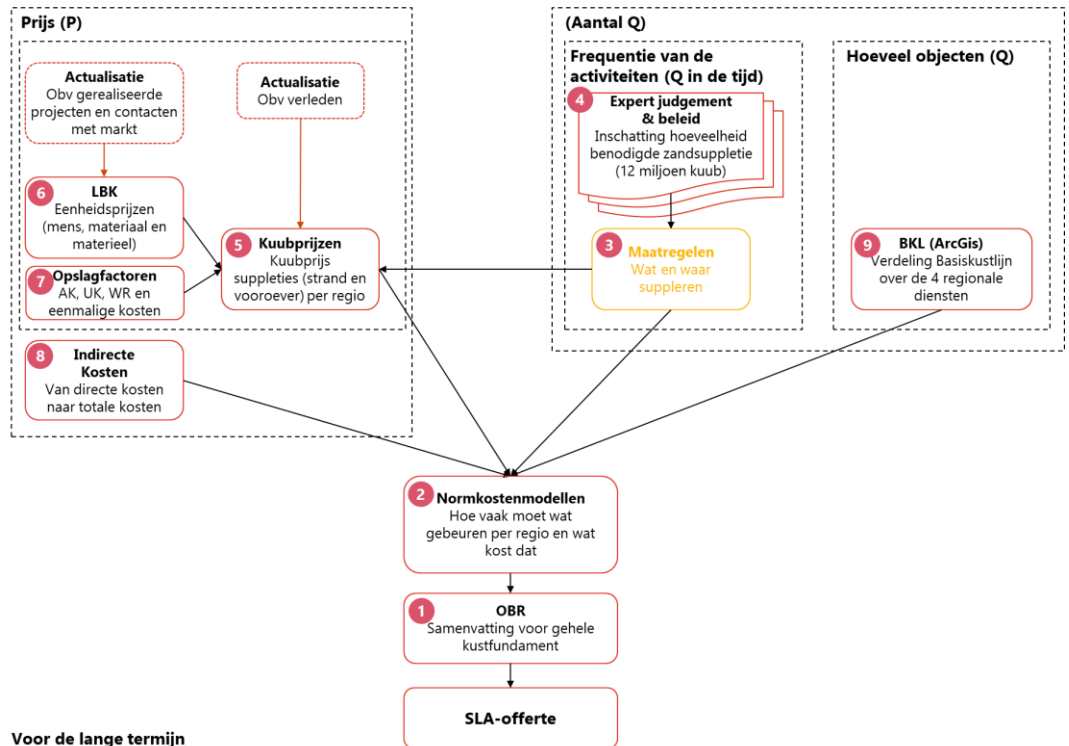 Prijs (P)
Actualisatie
Obv gerealiseerde
projecten en contacten
met markt
Actualisatie
Obv verleden
6
LBK
Eenheidsprijzen
(mens, materiaal en
materieel)
7
Opslagfactoren
AK, UK, WR en
eenmalige kosten
5
Kuubprijzen
Kuubprijs
suppleties (strand en
vooroever) per regio
8
Indirecte
Kosten
Van directe kosten
naar totale kosten
(Aantal Q)
Frequentie van de
activiteiten (Q in de tijd)
4
Expert judgement
& beleid
Inschatting hoeveelheid
benodigde zandsuppletie
(12 miljoen kuub)
3
Maatregelen
Wat en waar
suppleren
Hoeveel objecten (Q)
9
BKL (ArcGis)
Verdeling Basiskustlijn
over de 4 regionale
diensten
2
Normkostenmodellen
Hoe vaak moet wat
gebeuren per regio en wat
kost dat
1
OBR
Samenvatting voor gehele
kustfundament
SLA-offerte
Voor de lange termijn